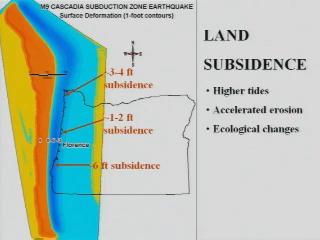 M9 CASCADIA SUBDUCTION ZONE EARTHQUAKE
Surface Deformation (1-foot contours)
LAND
SUBSIDENCE
• Higher tides
• Accelerated erosion
• Ecological changes
~3-4 ft
subsidence
~1-2 ft
subsidence
Florence
~6 ft subsidence